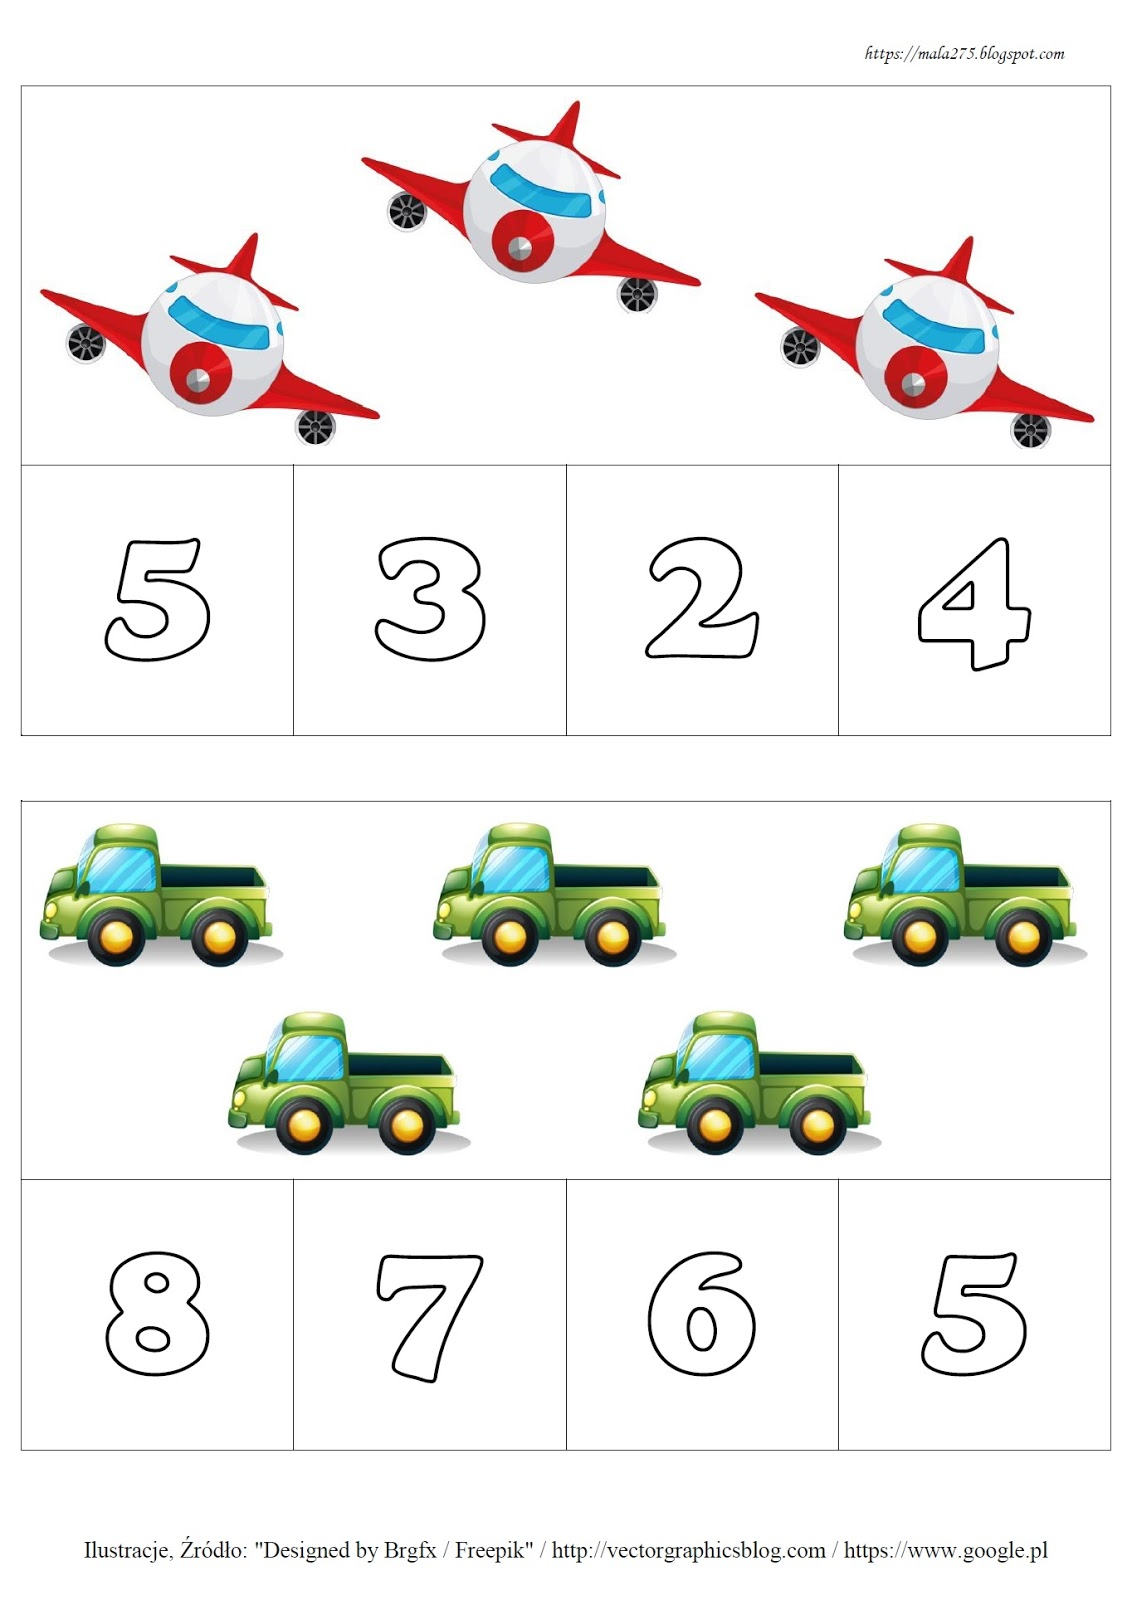 https://mala275.blogspot.com
5 3 2 4
8 7 6 5
Ilustracje, Źródło: "Designed by Brgfx / Freepik" / http://vectorgraphicsblog.com / https://www.google.pl